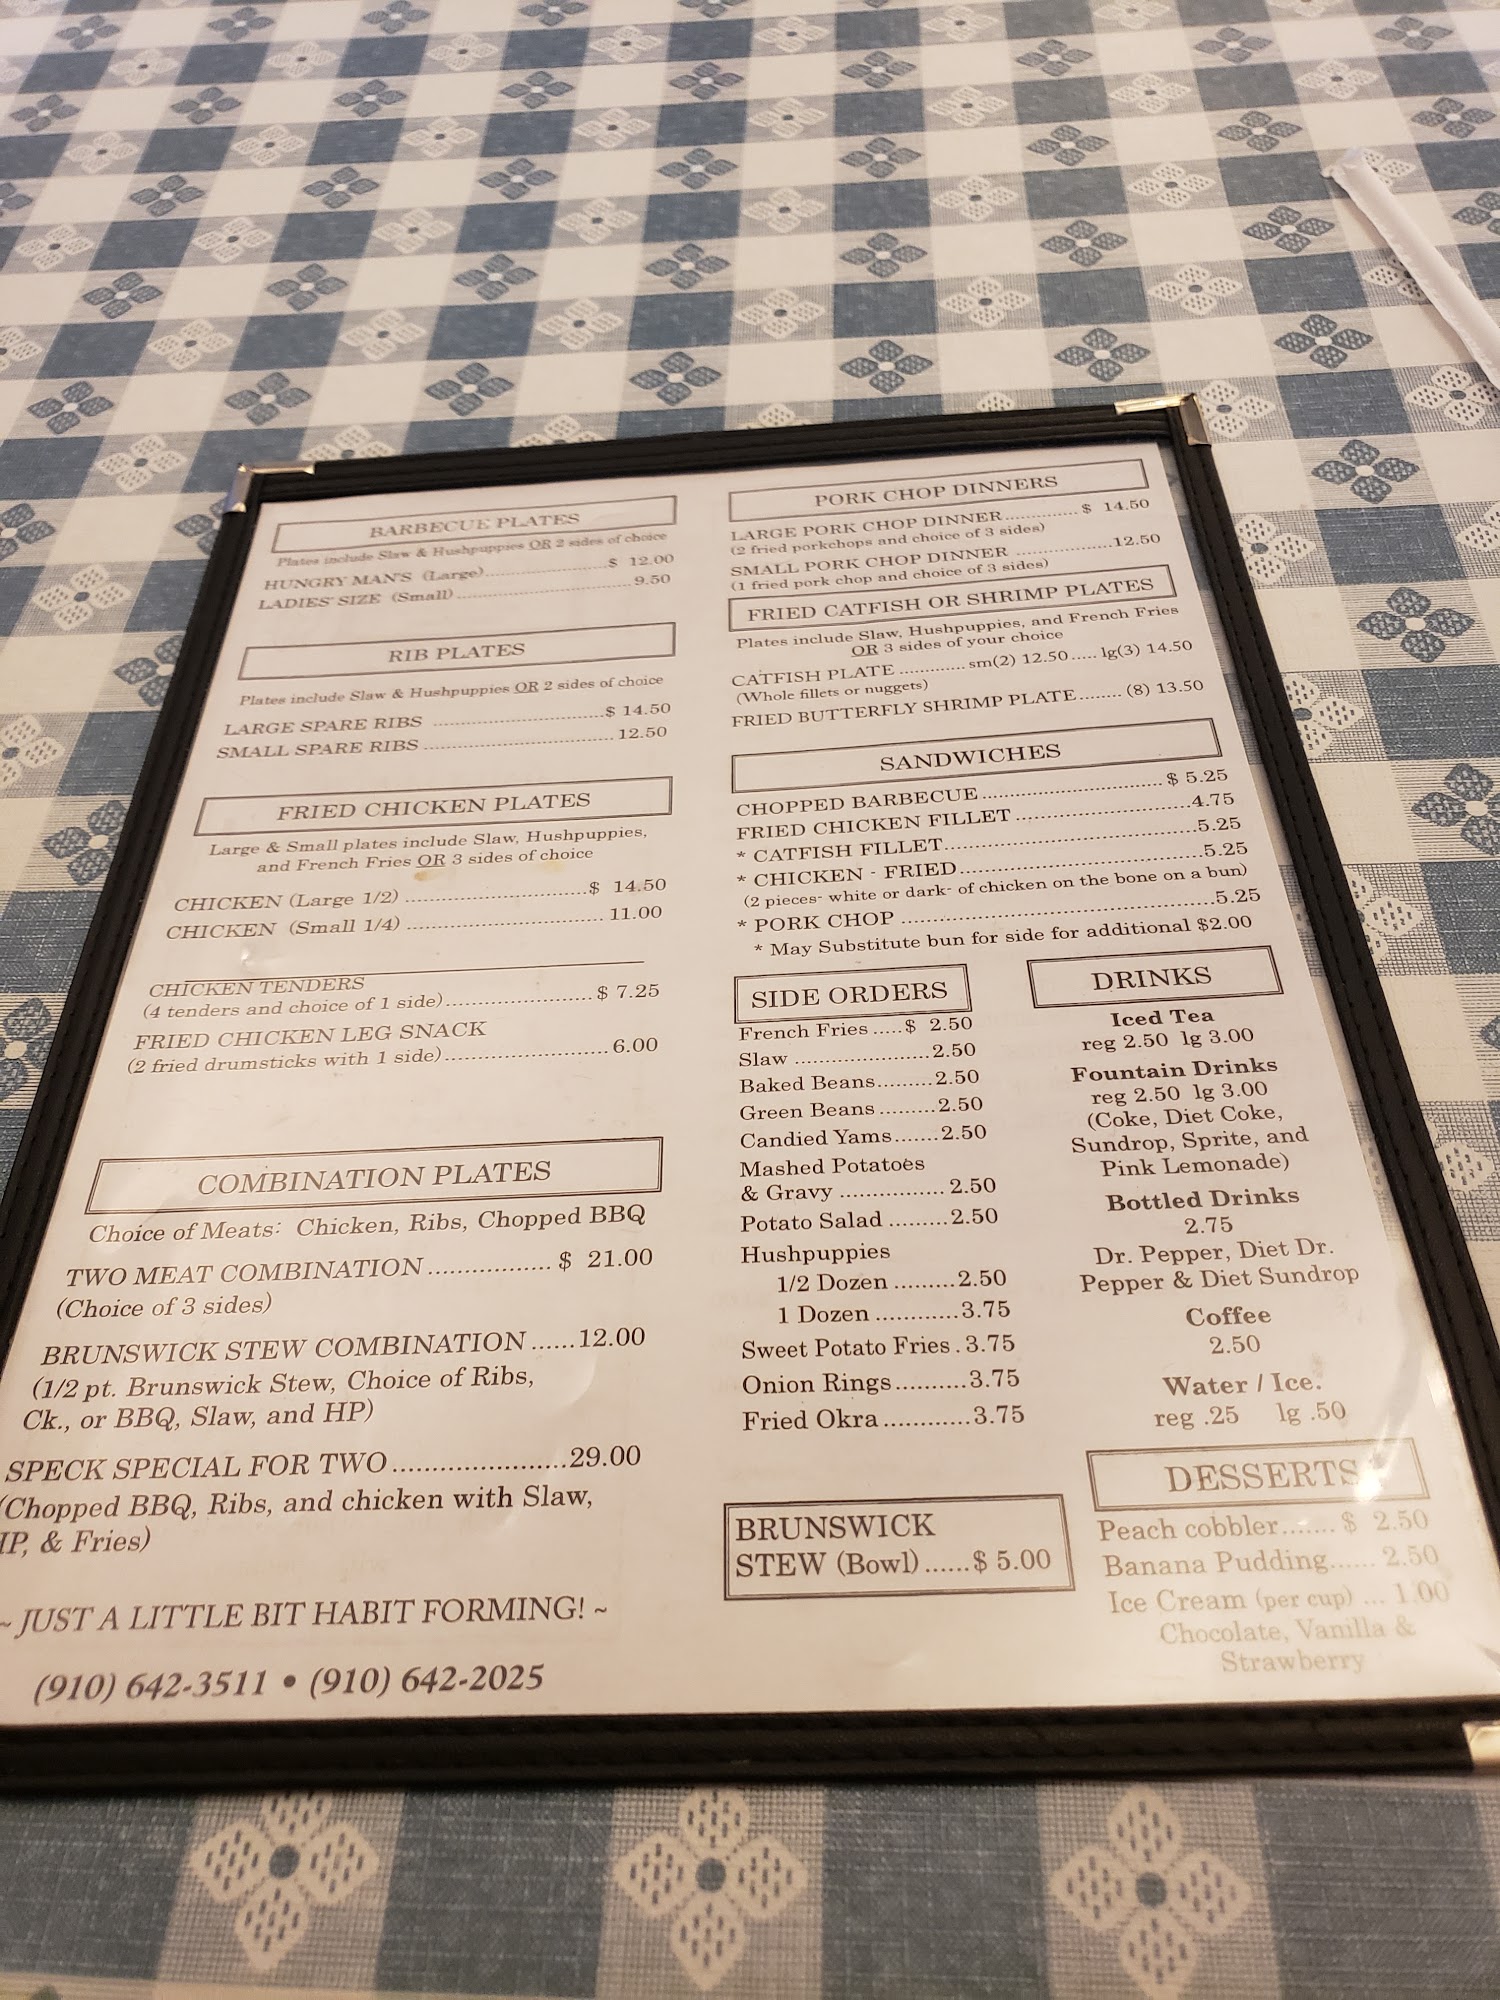 BARBECUE PLATES
Plates include Slaw & Hushpuppies OR 2 sides of choice
HUNGRY MAN'S (Large)..............................$ 12.00
LADIES' SIZE (Small)..............................9.50
RIB PLATES
Plates include Slaw & Hushpuppies OR 2 sides of choice
LARGE SPARE RIBS ..............................$ 14.50
SMALL SPARE RIBS .............................. 12.50
FRIED CHICKEN PLATES
Large & Small plates include Slaw, Hushpuppies,
and French Fries OR 3 sides of choice
CHICKEN (Large 1/2) ..........................$ 14.50
CHICKEN (Small 1/4) .......................... 11.00
CHICKEN TENDERS
(4 tenders and choice of 1 side)......................$ 7.25
FRIED CHICKEN LEG SNACK
(2 fried drumsticks with 1 side).........................6.00
COMBINATION PLATES
Choice of Meats: Chicken, Ribs, Chopped BBQ
TWO MEAT COMBINATION................. $ 21.00
(Choice of 3 sides)
BRUNSWICK STEW COMBINATION ......12.00
(1/2 pt. Brunswick Stew, Choice of Ribs,
Ck., or BBQ, Slaw, and HP)
SPECK SPECIAL FOR TWO......................29.00
(Chopped BBQ, Ribs, and chicken with Slaw,
HP, & Fries)
~ JUST A LITTLE BIT HABIT FORMING! ~
(910) 642-3511 • (910) 642-2025
PORK CHOP DINNERS
LARGE PORK CHOP DINNER.............. $ 14.50
(2 fried porkchops and choice of 3 sides)
SMALL PORK CHOP DINNER ..................12.50
(1 fried pork chop and choice of 3 sides)
FRIED CATFISH OR SHRIMP PLATES
Plates include Slaw, Hushpuppies, and French Fries
OR 3 sides of your choice
CATFISH PLATE ............ sm(2) 12.50..... lg(3) 14.50
(Whole fillets or nuggets)
FRIED BUTTERFLY SHRIMP PLATE........ (8) 13.50
SANDWICHES
CHOPPED BARBECUE.............................. $ 5.25
FRIED CHICKEN FILLET .............................4.75
* CATFISH FILLET..........................................5.25
* CHICKEN - FRIED........................................5.25
(2 pieces- white or dark- of chicken on the bone on a bun)
* PORK CHOP ..................................................5.25
* May Substitute bun for side for additional $2.00
SIDE ORDERS
French Fries .....$ 2.50
Slaw .......................2.50
Baked Beans.........2.50
Green Beans .........2.50
Candied Yams.......2.50
Mashed Potatoes
& Gravy ................ 2.50
Potato Salad .........2.50
Hushpuppies
1/2 Dozen .........2.50
1 Dozen ............3.75
Sweet Potato Fries . 3.75
Onion Rings..........3.75
Fried Okra ............3.75
BRUNSWICK
STEW (Bowl) ......$ 5.00
DRINKS
Iced Tea
reg 2.50 lg 3.00
Fountain Drinks
reg 2.50 lg 3.00
(Coke, Diet Coke,
Sundrop, Sprite, and
Pink Lemonade)
Bottled Drinks
2.75
Dr. Pepper, Diet Dr.
Pepper & Diet Sundrop
Coffee
2.50
Water / Ice.
reg .25 lg .50
DESSERTS
Peach cobbler....... $ 2.50
Banana Pudding...... 2.50
Ice Cream (per cup) ... 1.00
Chocolate, Vanilla &
Strawberry